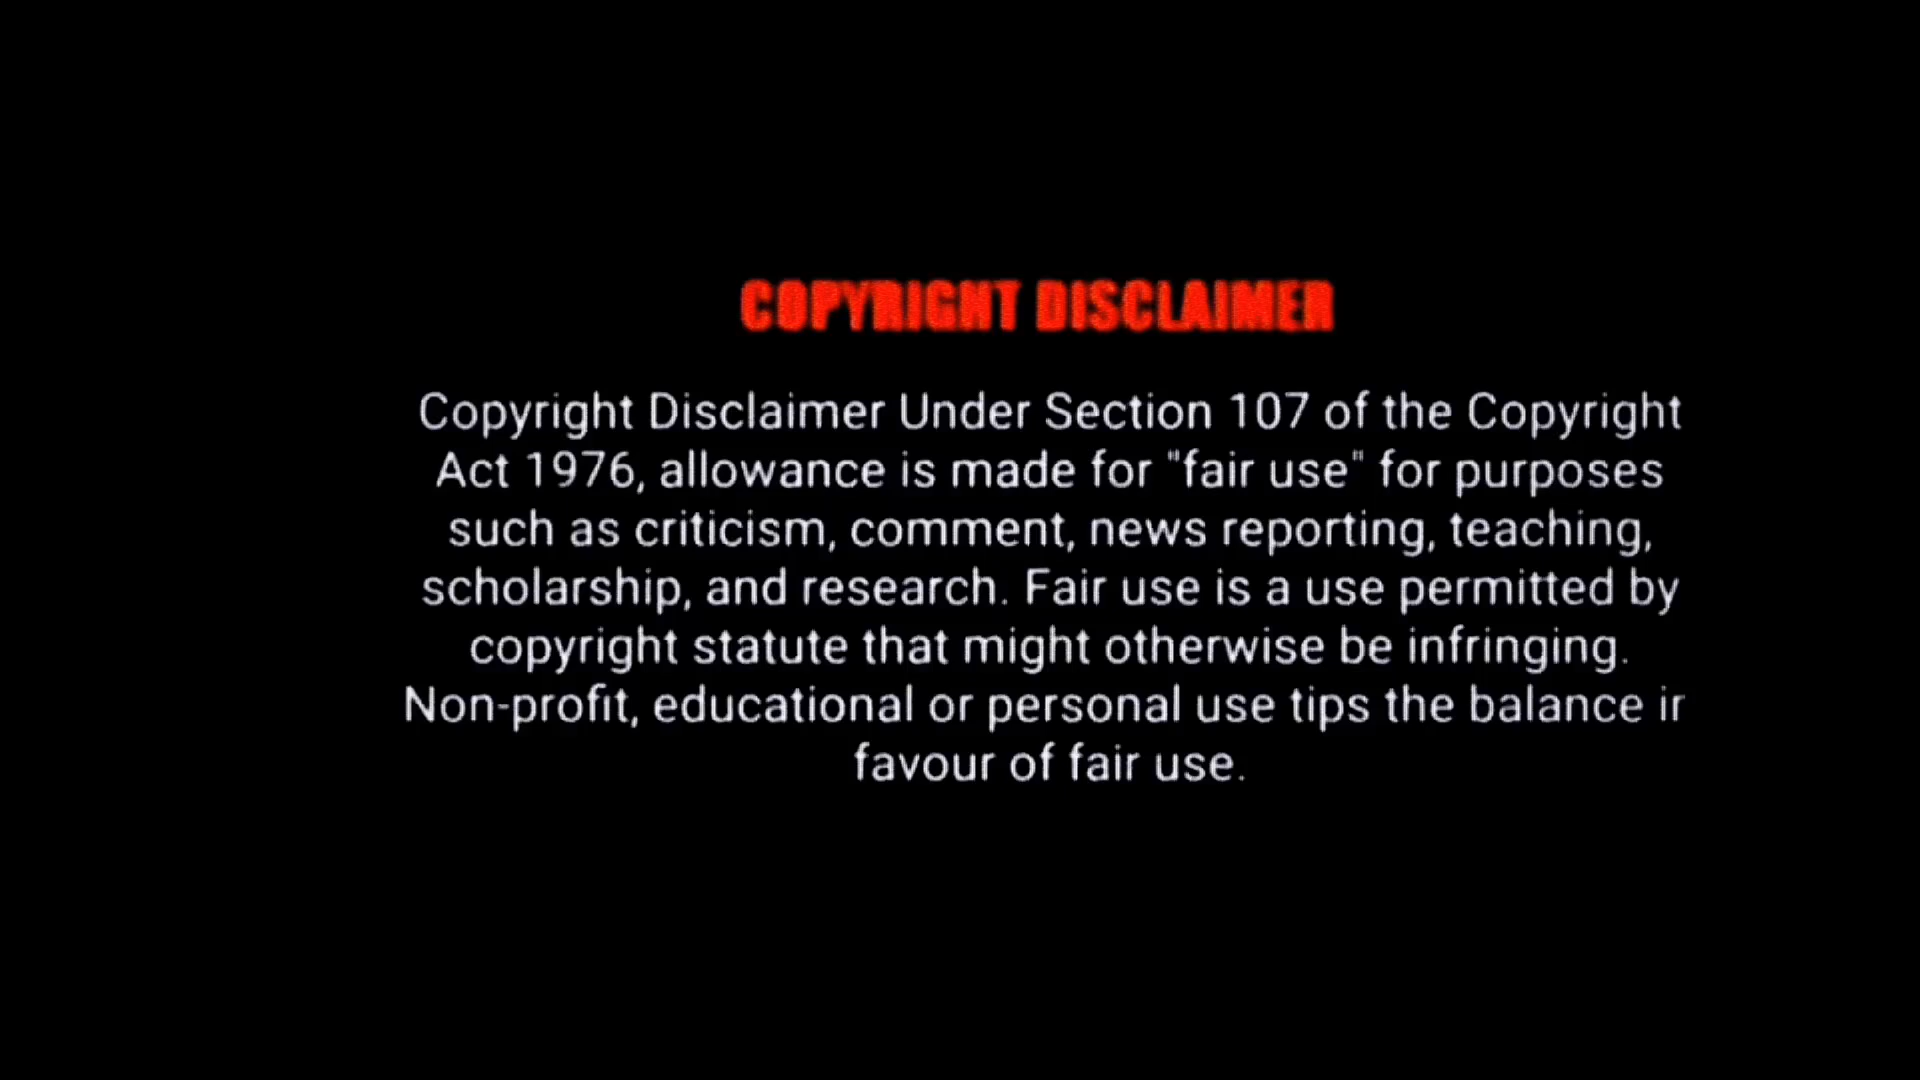 COPYRIGHT DISCLAIMER
Copyright Disclaimer Under Section 107 of the Copyright
Act 1976, allowance is made for "fair use" for purposes
such as criticism, comment, news reporting, teaching,
scholarship, and research. Fair use is a use permitted by
copyright statute that might otherwise be infringing.
Non-profit, educational or personal use tips the balance
favour of fair use.